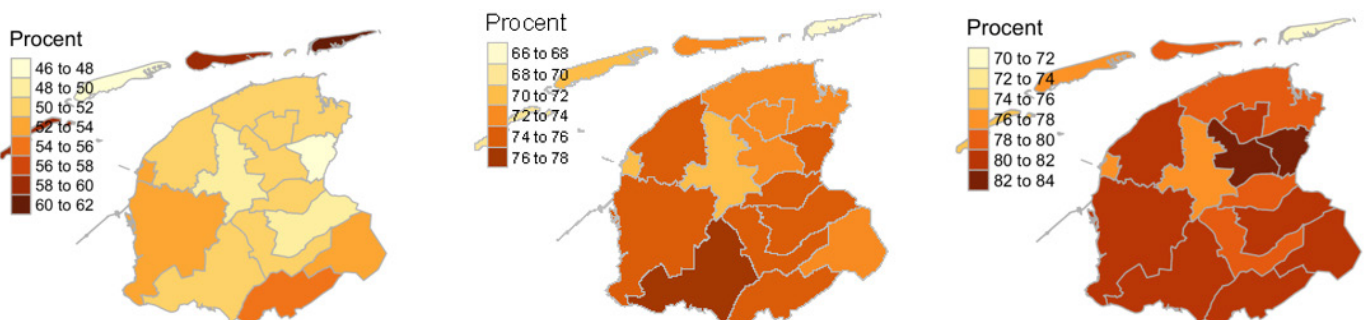 Procent
46 to 48
48 to 50
50 to 52
52 to 54
54 to 56
56 to 58
58 to 60
60 to 62
Procent
66 to 68
68 to 70
70 to 72
72 to 74
74 to 76
76 to 78
Procent
70 to 72
72 to 74
74 to 76
76 to 78
78 to 80
80 to 82
82 to 84